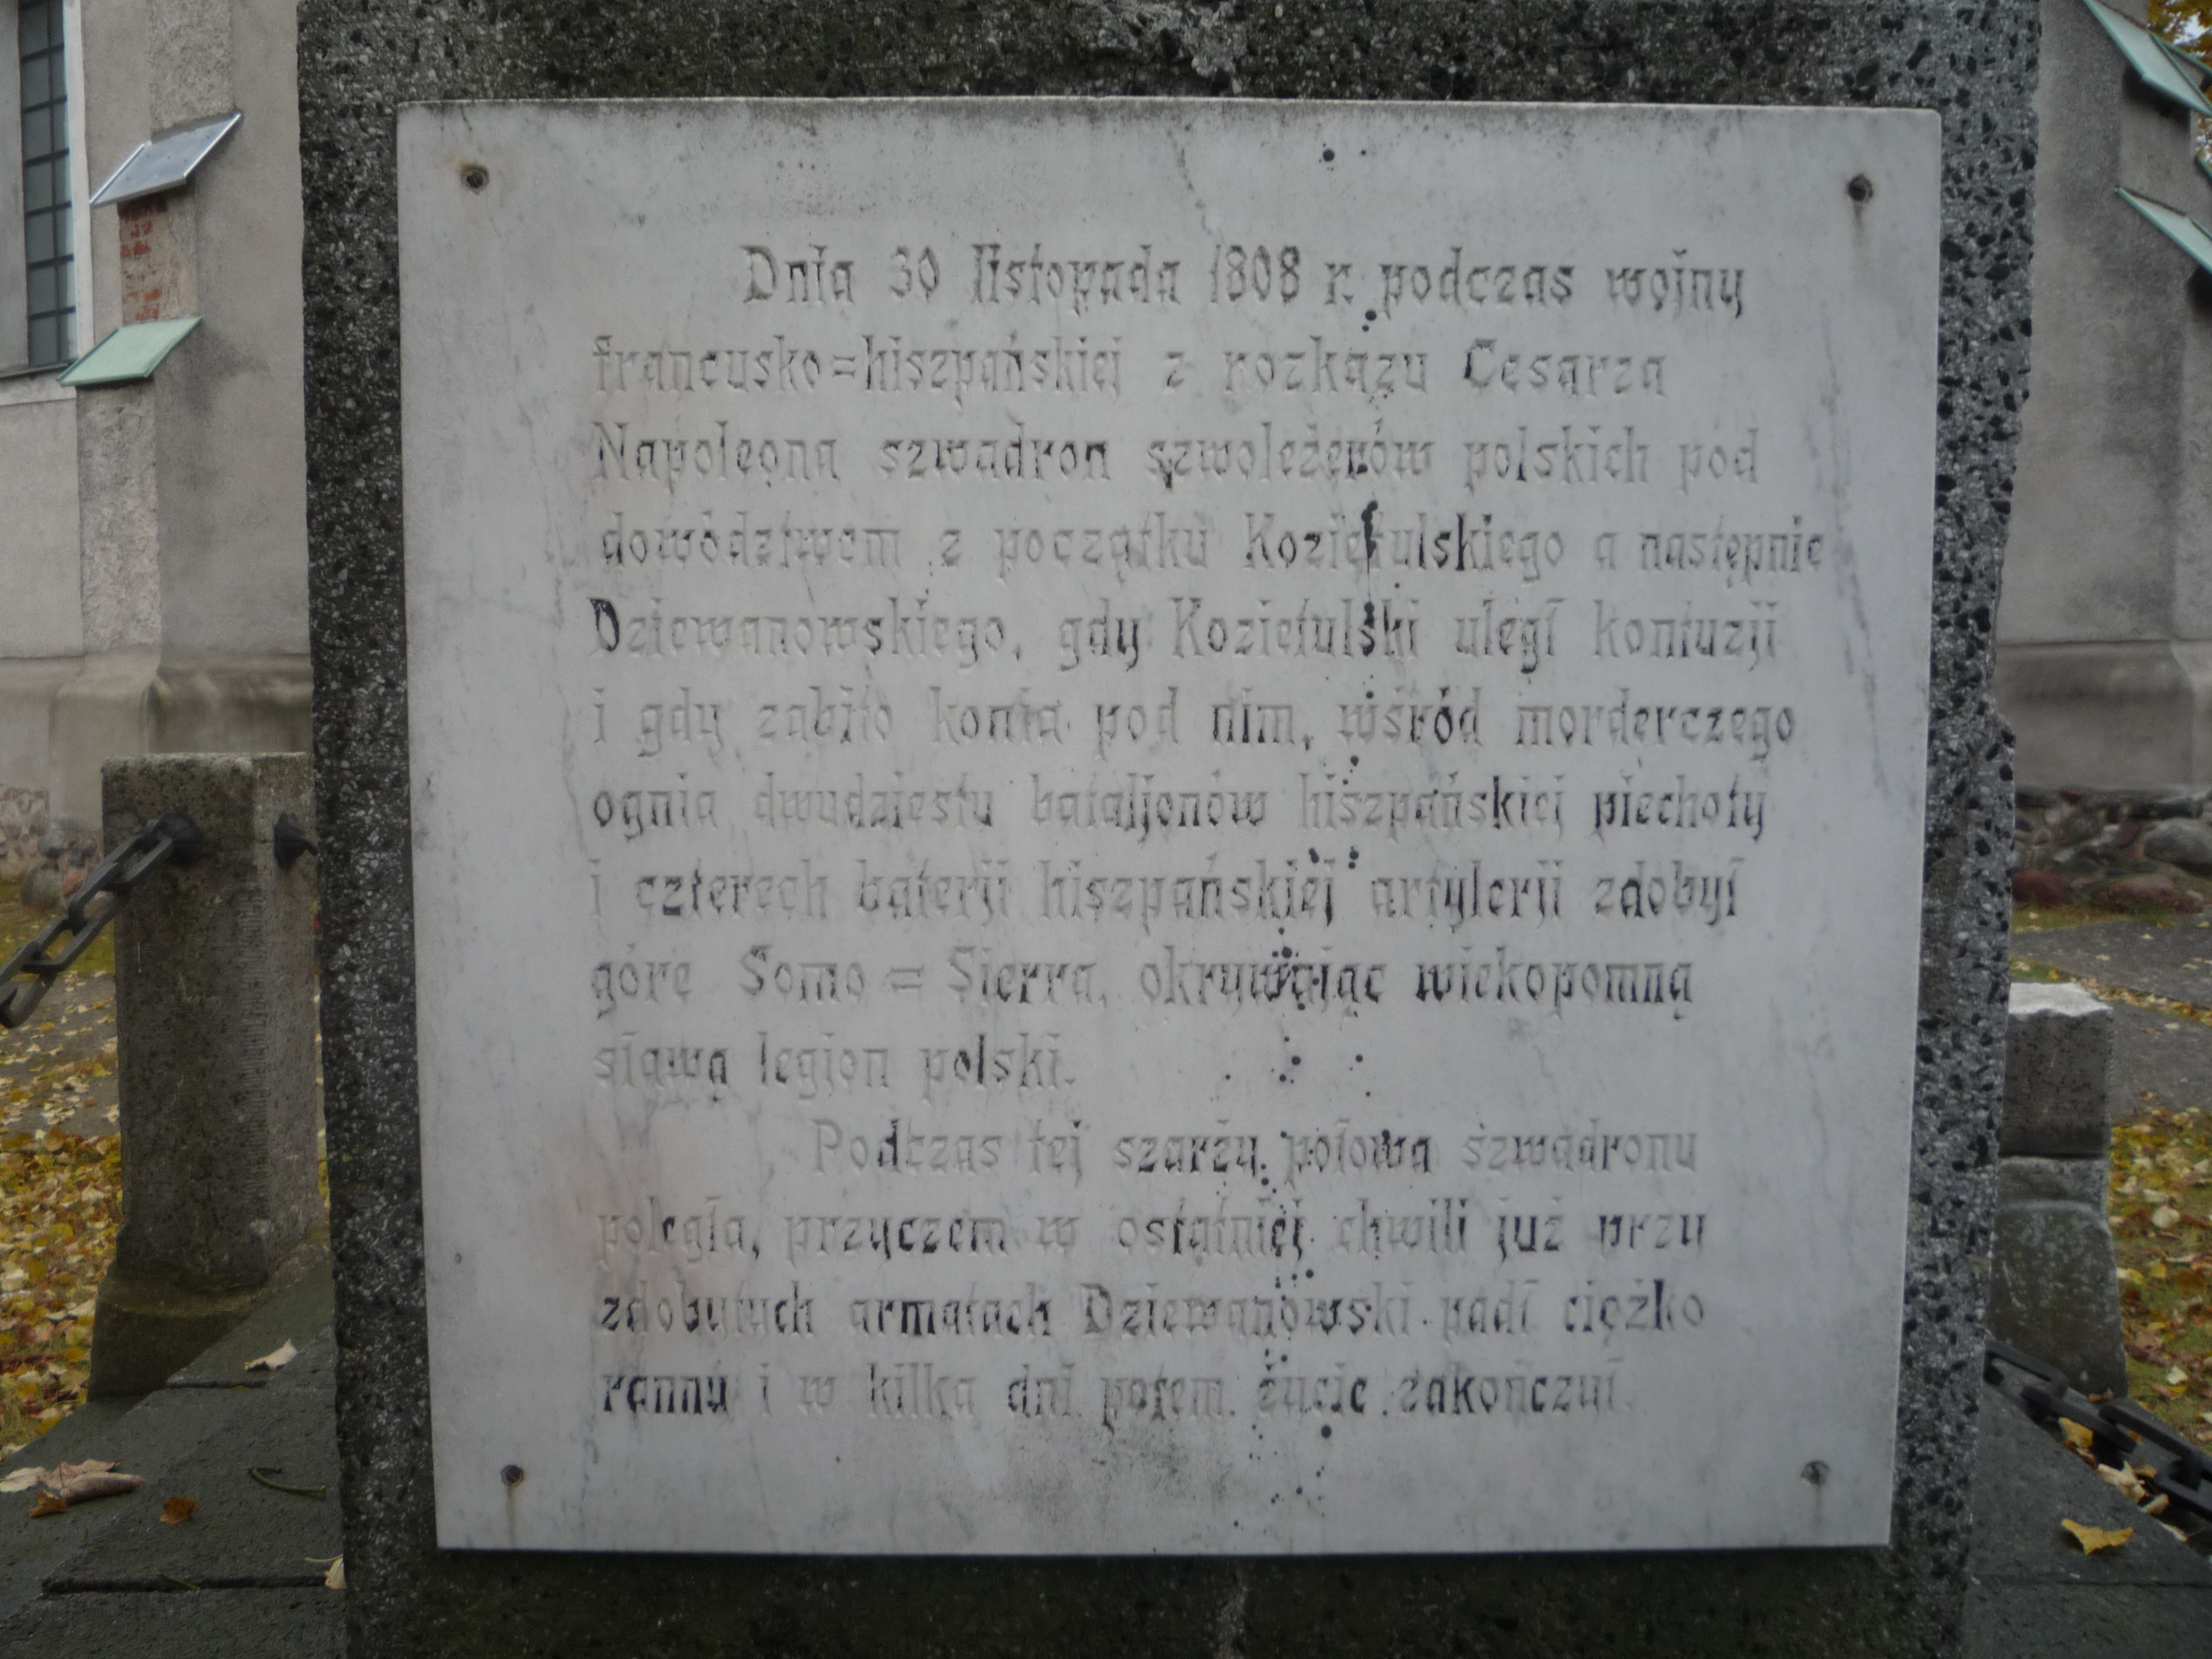 Dnia 30 listopada 1808 r. podczas wojny
francusko=hiszpańskiej z rozkazu Cesarza
Napoleona szwadron szwoleżerów polskich pod
dowództwem z początku Kozietulskiego a następnie
Dziewanowskiego, gdy Kozietulski uległ kontuzji
i gdy zabito konia pod nim, wśród morderczego
ognia dwudziestu bataljonów hiszpańskiej piechoty
i czterech baterji hiszpańskiej artylerji zdobył
górę Somo = Sierra, okrywając wiekopomną
sławą legion polski.
Podczas tej szarży połowa szwadronu
poległa, przyczem w ostatniej chwili już przy
zdobytych armatach Dziewanowski padł ciężko
ranny i w kilka dni potem życie zakończył.